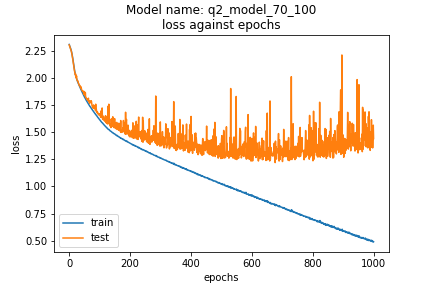 Model name: q2_model_70_100
loss against epochs
2.25
2.00
1.75
1.50
1.25
1.00
0.75
0.50
loss
train
test
0 200 400 600 800 1000
epochs